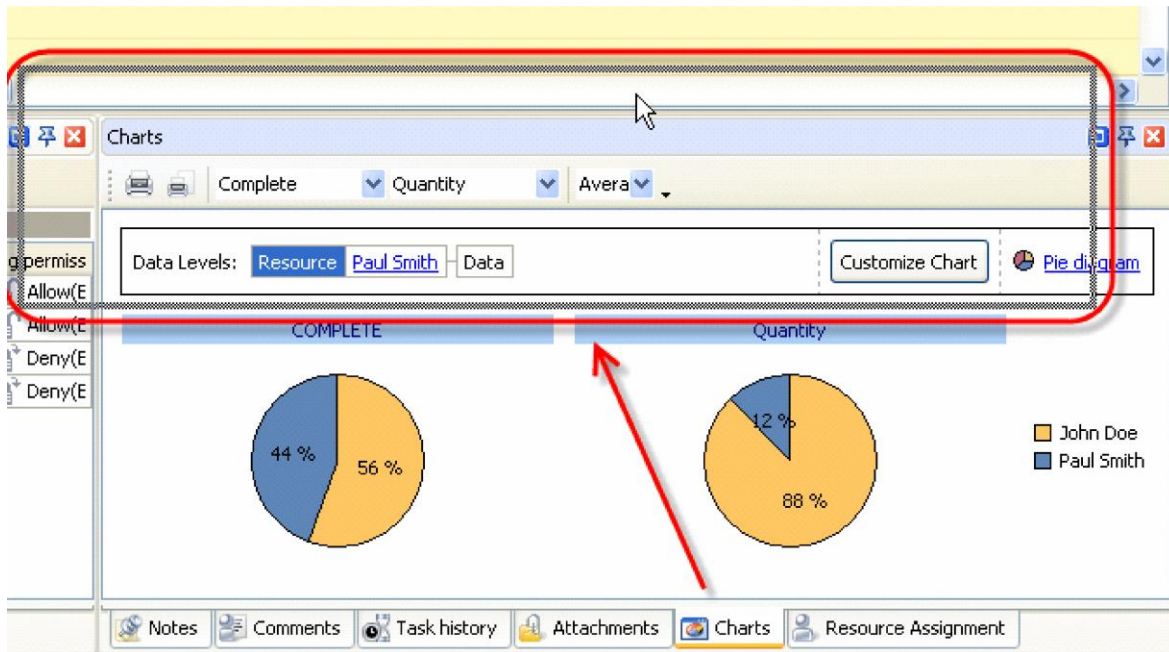 Charts
Complete Quantity Avera
Data Levels: Resource Paul Smith Data Customize Chart Pie diagram
g permiss
Allow(E
Allow(E
Deny(E
Deny(E
COMPLETE Quantity
44 % 56 %
12 %
88 %
John Doe
Paul Smith
Notes Comments Task history Attachments Charts Resource Assignment